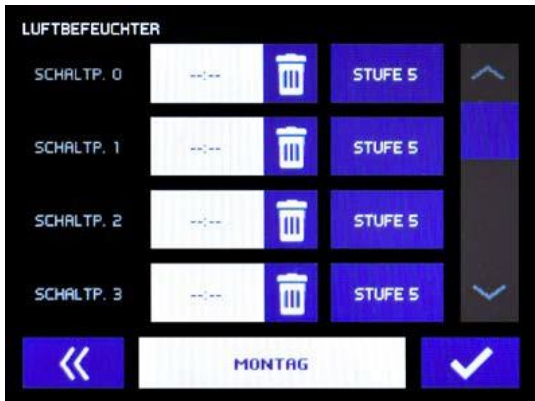 LUFTBEFEUCHTER
SCHALTP. 0 --:-- STUFE 5
SCHALTP. 1 --:-- STUFE 5
SCHALTP. 2 --:-- STUFE 5
SCHALTP. 3 --:-- STUFE 5
MONTAG